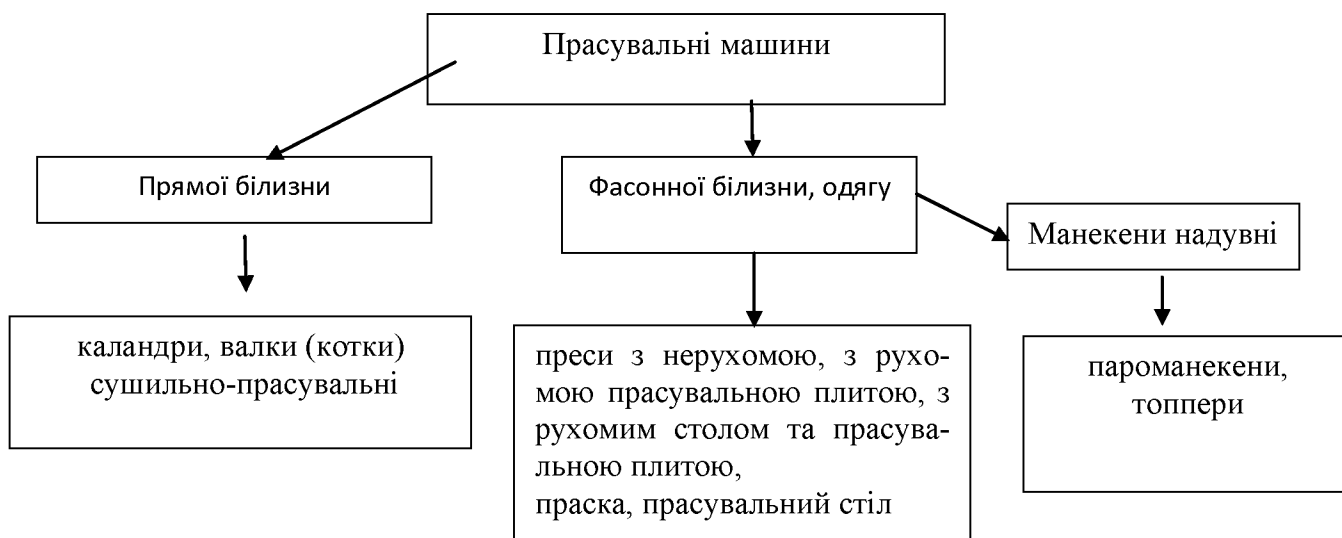 Прасувальні машини
Прямої білизни
Фасонної білизни, одягу
Манекени надувні
каландри, валки (котки)
сушильно-прасувальні
преси з нерухомою, з рухо-
мою прасувальною плитою, з
рухомим столом та прасува-
льною плитою,
праска, прасувальний стіл
пароманекени,
топпери